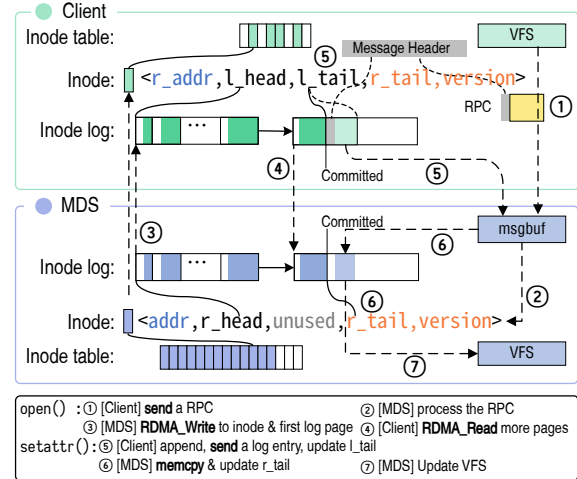 Client
Inode table:
Message Header
VFS
⑤
Inode: <r_addr,l_head,l_tail,r_tail,version>
RPC
①
Inode log:
...
Committed
④
⑤
MDS
③
Committed
msgbuf
⑥
Inode log:
...
②
⑥
Inode: <addr,r_head,unused,r_tail,version>
Inode table:
VFS
⑦
open() :① [Client] send a RPC ② [MDS] process the RPC
③ [MDS] RDMA_Write to inode & first log page ④ [Client] RDMA_Read more pages
setattr():⑤ [Client] append, send a log entry, update l_tail
⑥ [MDS] memcpy & update r_tail ⑦ [MDS] Update VFS